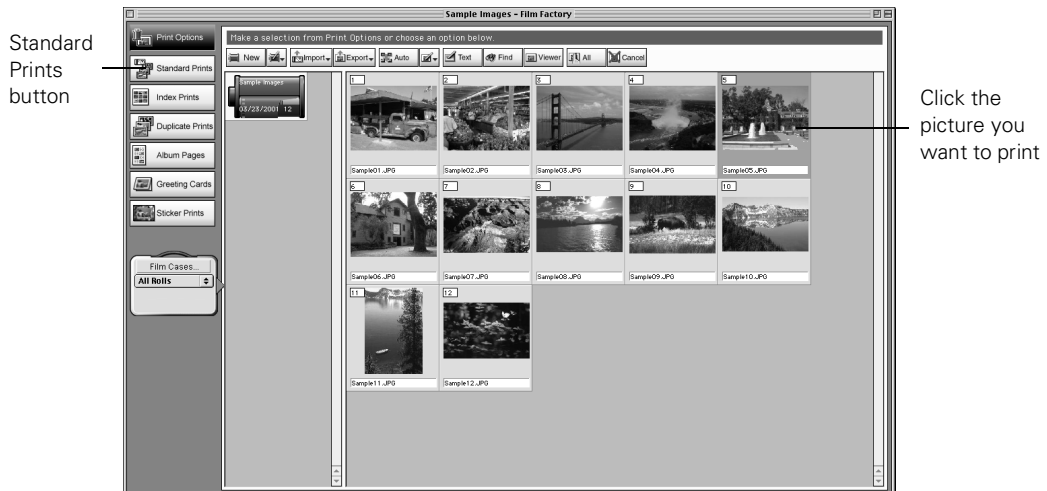 Sample Images - Film Factory
Standard
Prints
button
Print Options
Standard Prints
Index Prints
Duplicate Prints
Album Pages
Greeting Cards
Sticker Prints
Film Cases...
All Rolls
Make a selection from Print Options or choose an option below.
New Import Export Auto Text Find Viewer All Cancel
Sample Images
03/23/2001 12
1 2 3 4 5
Sample01.JPG Sample02.JPG Sample03.JPG Sample04.JPG Sample05.JPG
6 7 8 9 10
Sample06.JPG Sample07.JPG Sample08.JPG Sample09.JPG Sample10.JPG
11 12
Sample11.JPG Sample12.JPG
Click the
picture you
want to print